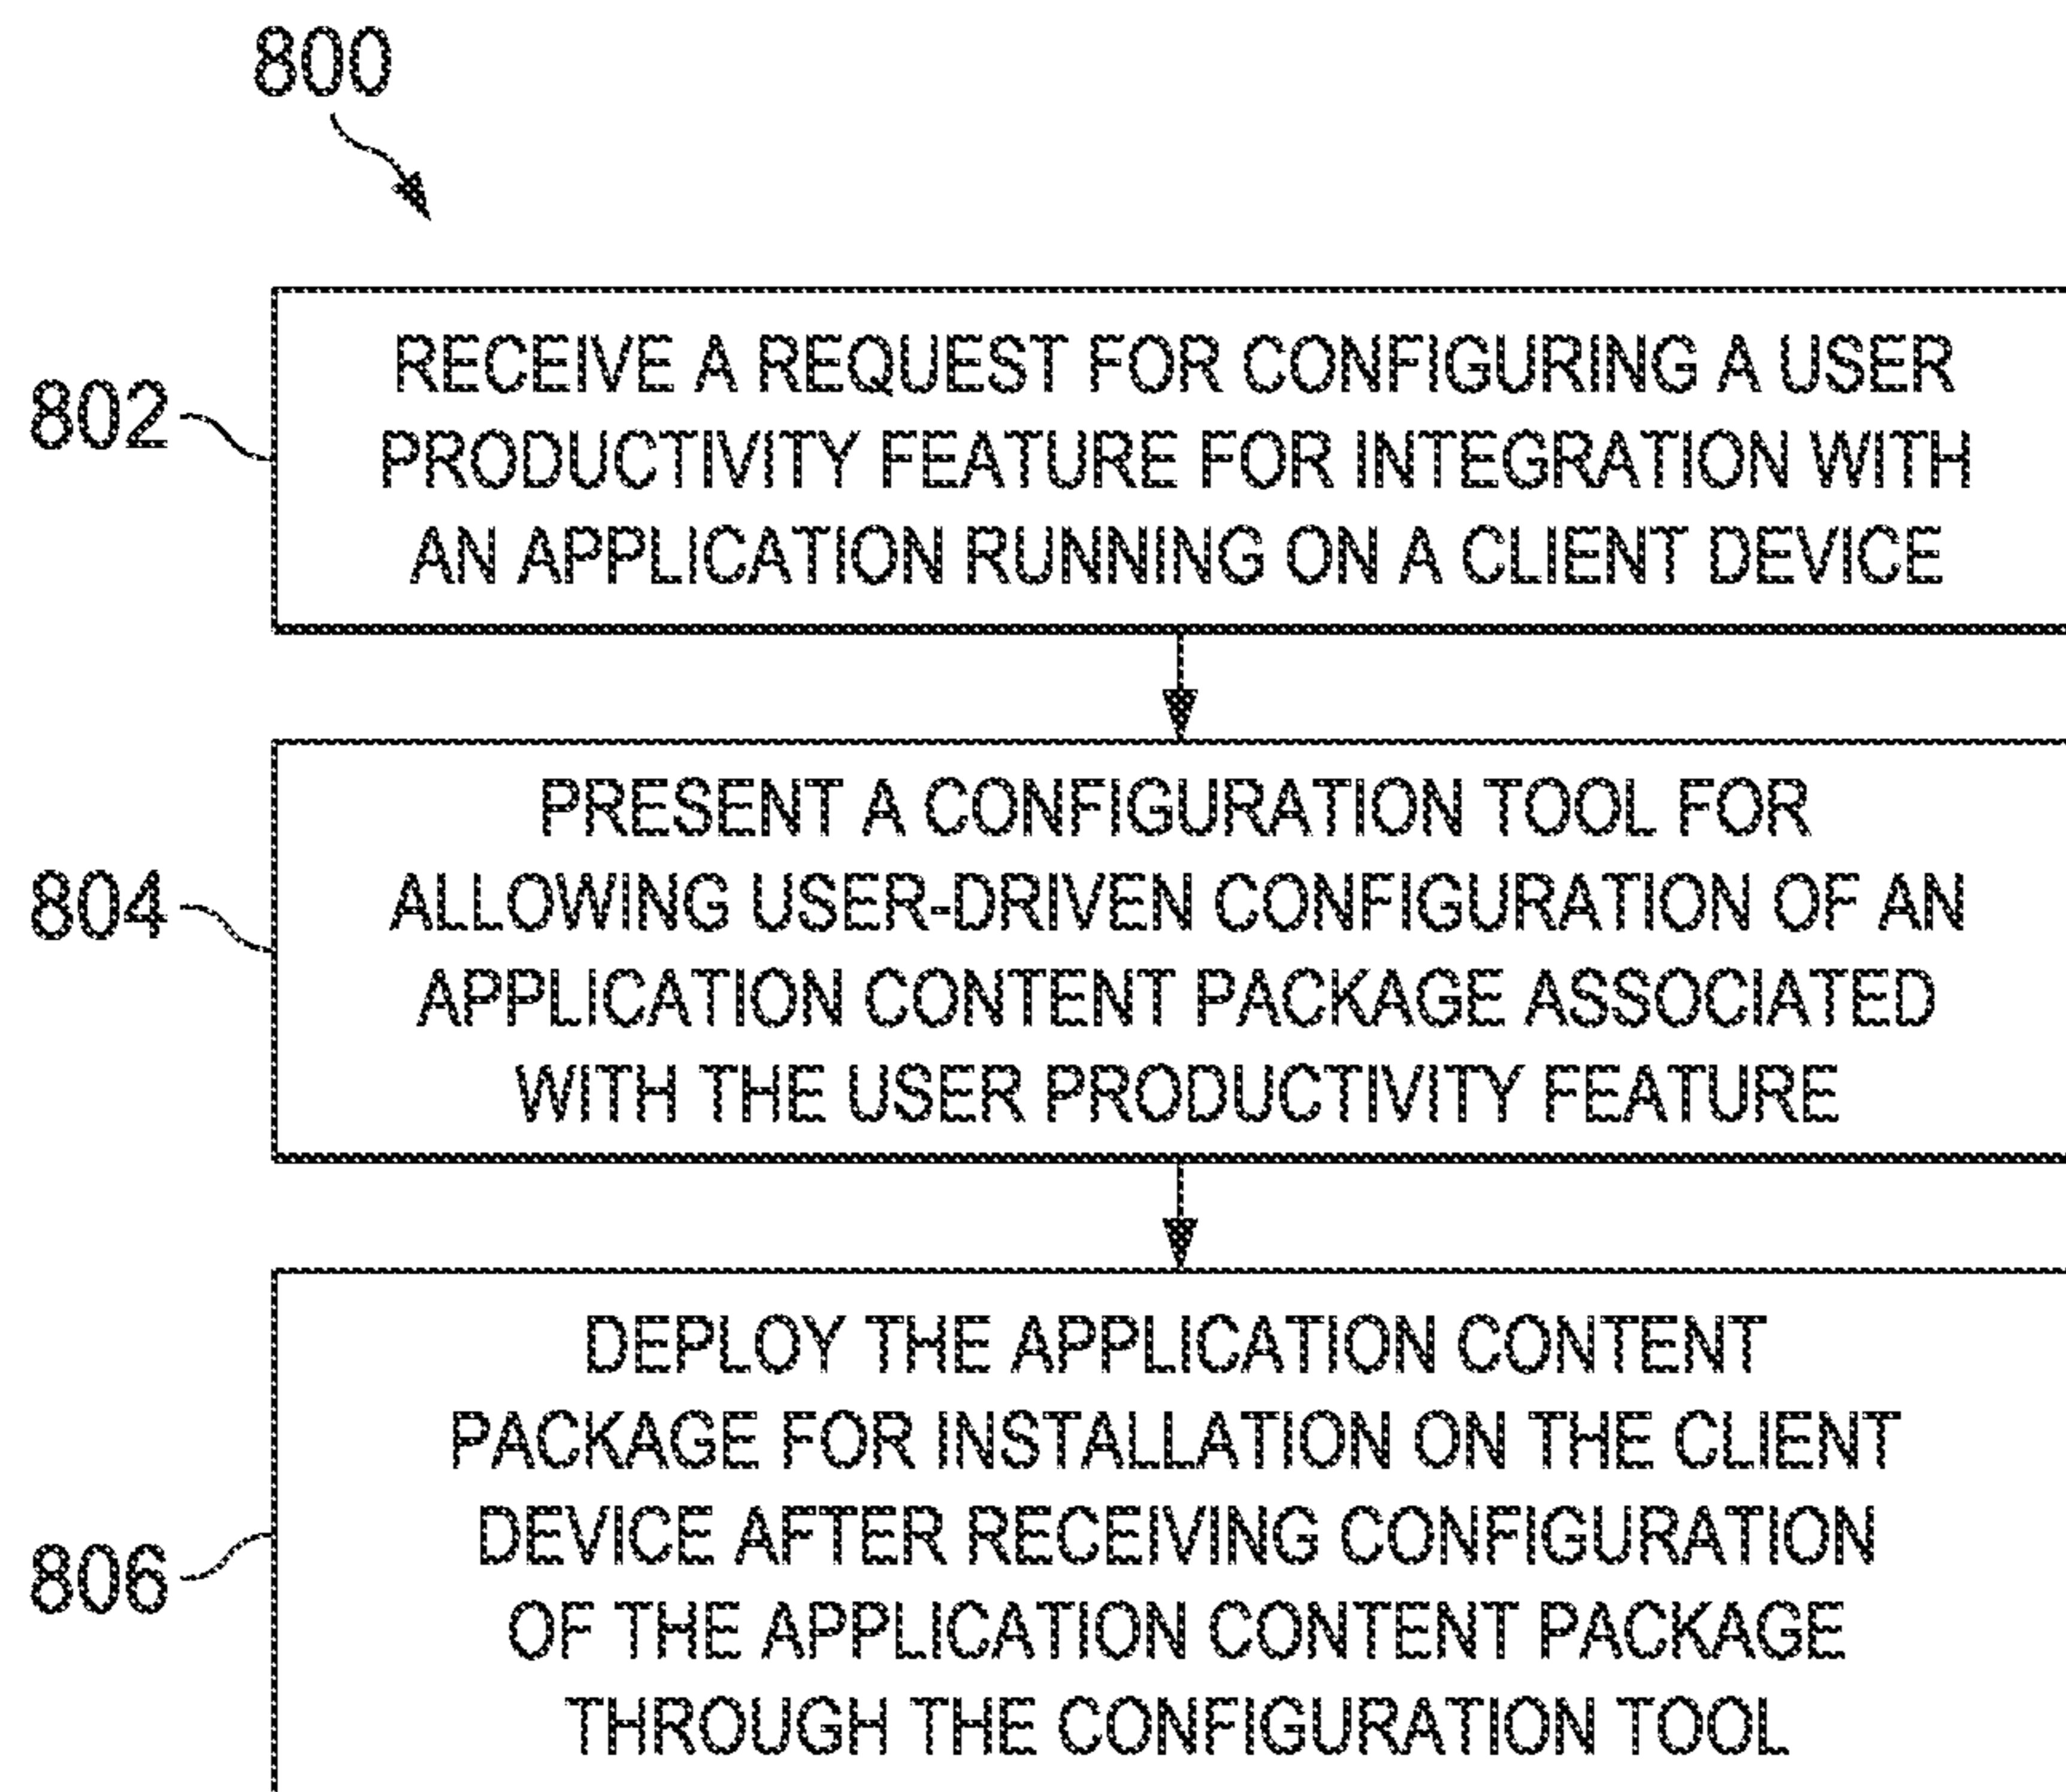 800
802
RECEIVE A REQUEST FOR CONFIGURING A USER
PRODUCTIVITY FEATURE FOR INTEGRATION WITH
AN APPLICATION RUNNING ON A CLIENT DEVICE
804
PRESENT A CONFIGURATION TOOL FOR
ALLOWING USER-DRIVEN CONFIGURATION OF AN
APPLICATION CONTENT PACKAGE ASSOCIATED
WITH THE USER PRODUCTIVITY FEATURE
806
DEPLOY THE APPLICATION CONTENT
PACKAGE FOR INSTALLATION ON THE CLIENT
DEVICE AFTER RECEIVING CONFIGURATION
OF THE APPLICATION CONTENT PACKAGE
THROUGH THE CONFIGURATION TOOL